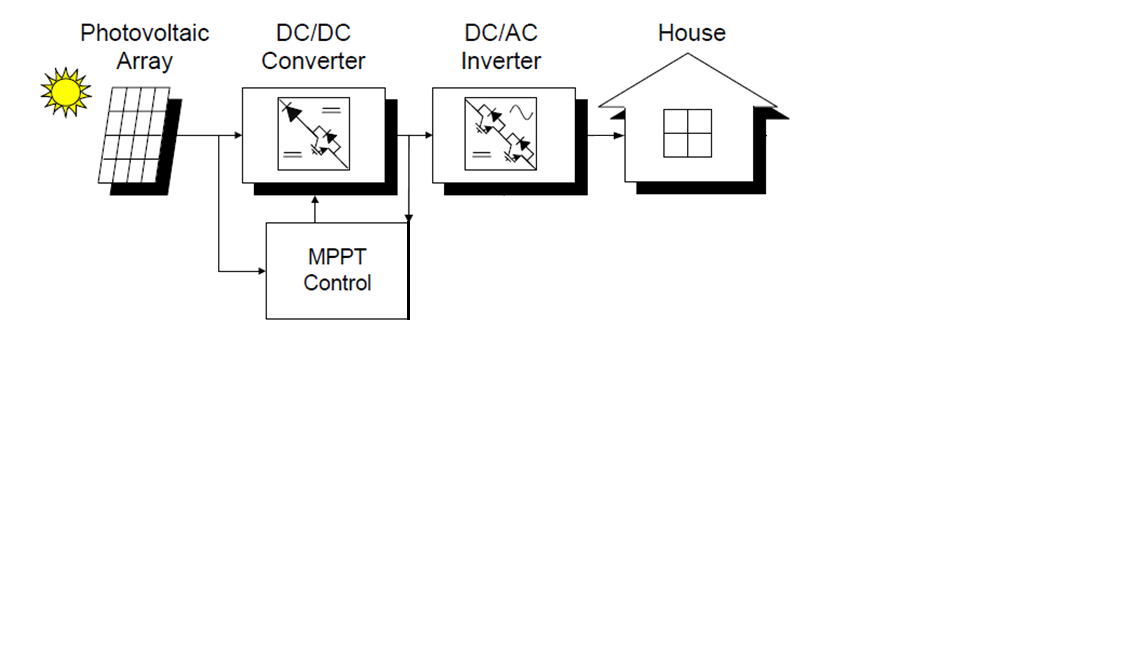 Photovoltaic
Array
DC/DC
Converter
DC/AC
Inverter
House
MPPT
Control